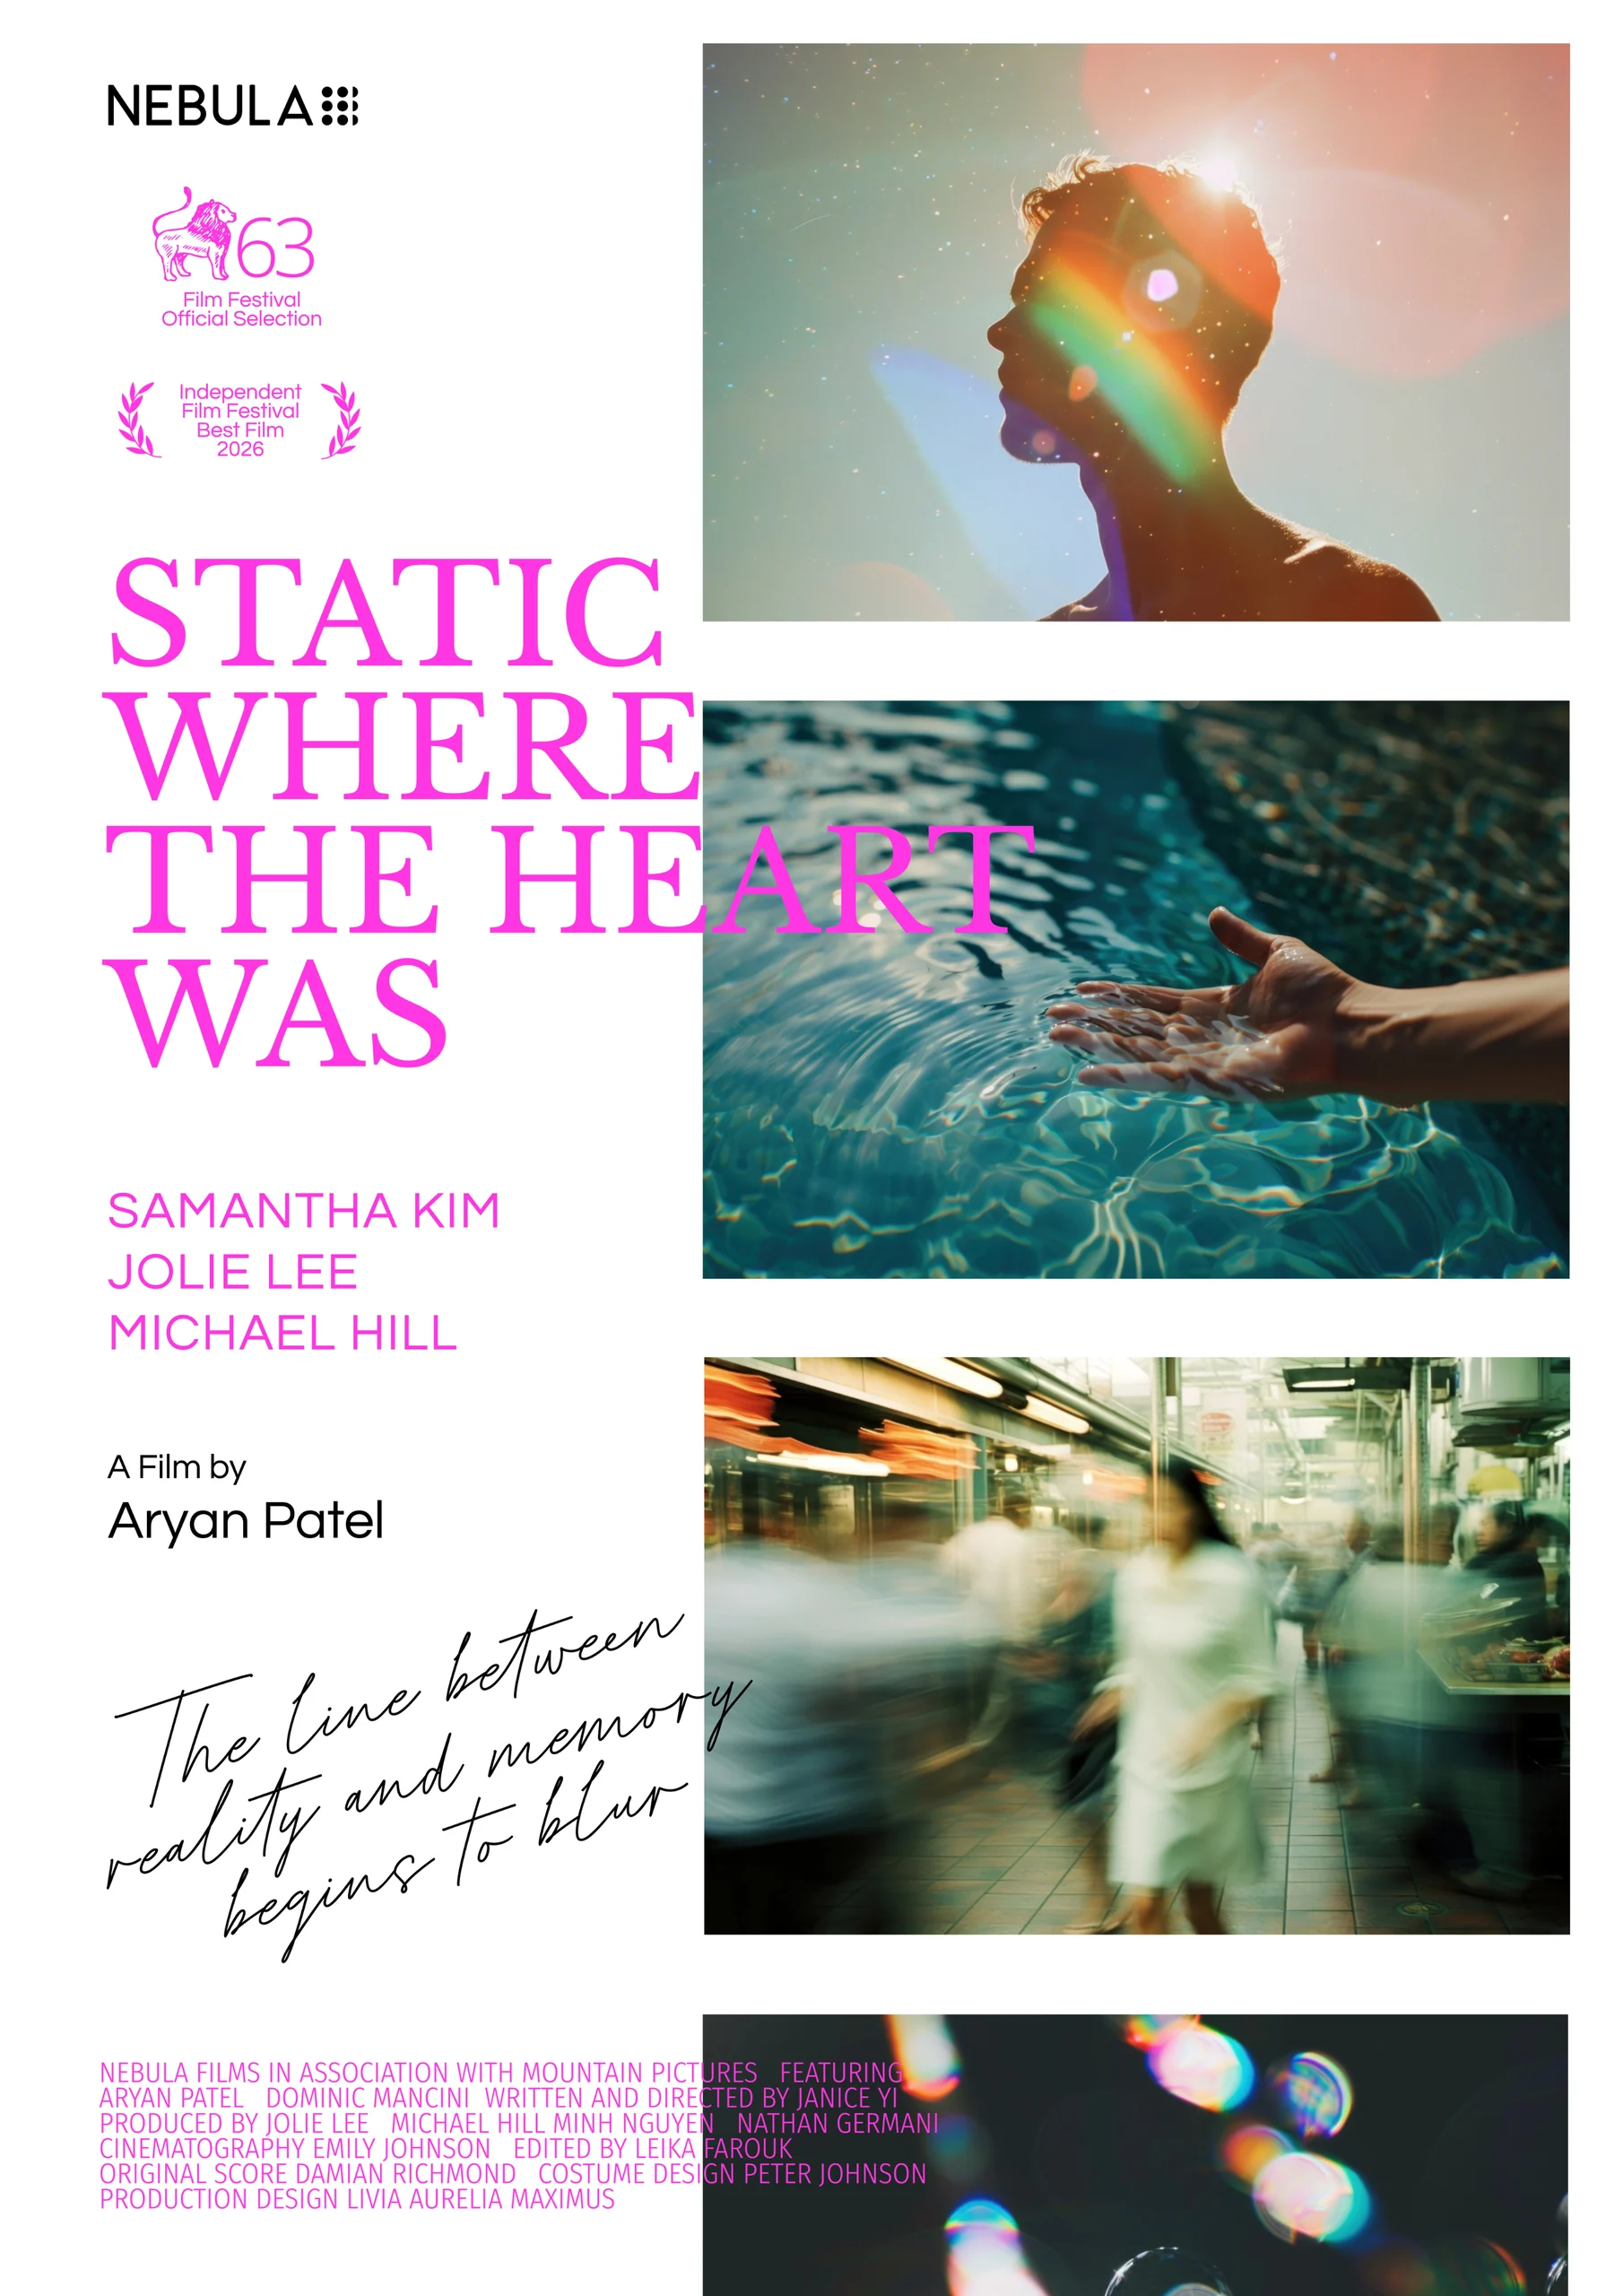 NEBULA
63
Film Festival
Official Selection
Independent
Film Festival
Best Film
2026
STATIC
WHERE
THE HEART
WAS
SAMANTHA KIM
JOLIE LEE
MICHAEL HILL
A Film by
Aryan Patel
The line between
reality and memory
begins to blur
NEBULA FILMS IN ASSOCIATION WITH MOUNTAIN PICTURES FEATURING
ARYAN PATEL DOMINIC MANCINI WRITTEN AND DIRECTED BY JANICE YI
PRODUCED BY JOLIE LEE MICHAEL HILL MINH NGUYEN NATHAN GERMANI
CINEMATOGRAPHY EMILY JOHNSON EDITED BY LEIKA FAROUK
ORIGINAL SCORE DAMIAN RICHMOND COSTUME DESIGN PETER JOHNSON
PRODUCTION DESIGN LIVIA AURELIA MAXIMUS